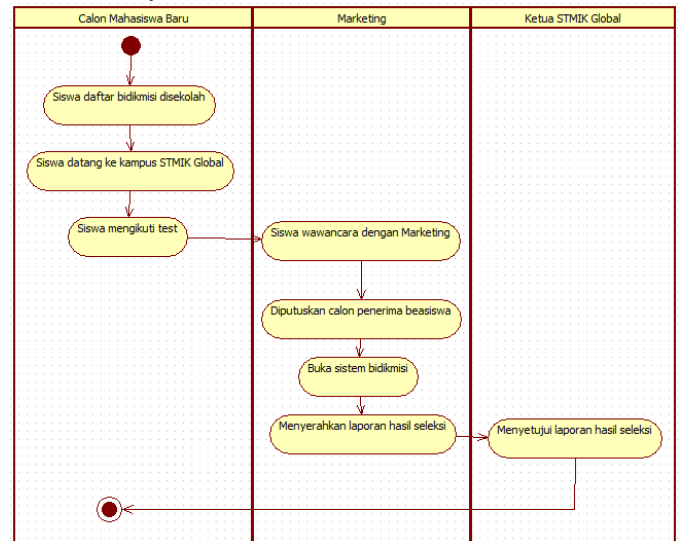 Calon Mahasiswa Baru
Marketing
Ketua STMIK Global
Siswa daftar bidikmisi disekolah
Siswa datang ke kampus STMIK Global
Siswa mengikuti test
Siswa wawancara dengan Marketing
Diputuskan calon penerima beasiswa
Buka sistem bidikmisi
Menyerahkan laporan hasil seleksi
Menyetujui laporan hasil seleksi